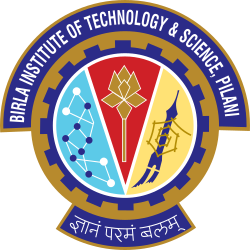 BIRLA INSTITUTE OF TECHNOLOGY & SCIENCE, PILANI
ज्ञानं परमं बलम्